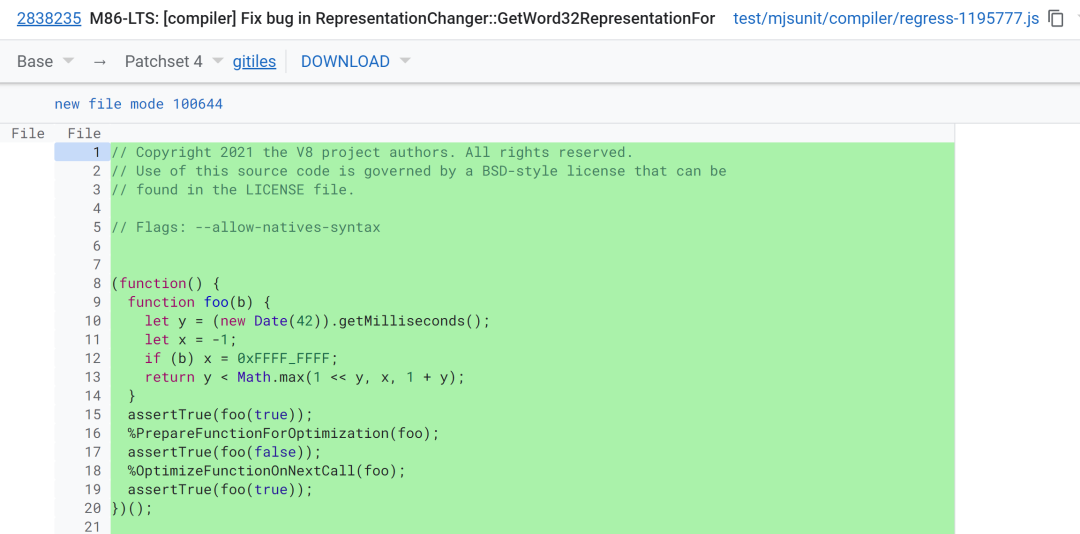 2838235 M86-LTS: [compiler] Fix bug in RepresentationChanger::GetWord32RepresentationFor test/mjsunit/compiler/regress-1195777.js
Base → Patchset 4 gitiles DOWNLOAD
new file mode 100644
File File
1 // Copyright 2021 the V8 project authors. All rights reserved.
2 // Use of this source code is governed by a BSD-style license that can be
3 // found in the LICENSE file.
4
5 // Flags: --allow-natives-syntax
6
7
8 (function() {
9   function foo(b) {
10     let y = (new Date(42)).getMilliseconds();
11     let x = -1;
12     if (b) x = 0xFFFF_FFFF;
13     return y < Math.max(1 << y, x, 1 + y);
14   }
15   assertTrue(foo(true));
16   %PrepareFunctionForOptimization(foo);
17   assertTrue(foo(false));
18   %OptimizeFunctionOnNextCall(foo);
19   assertTrue(foo(true));
20 })();
21